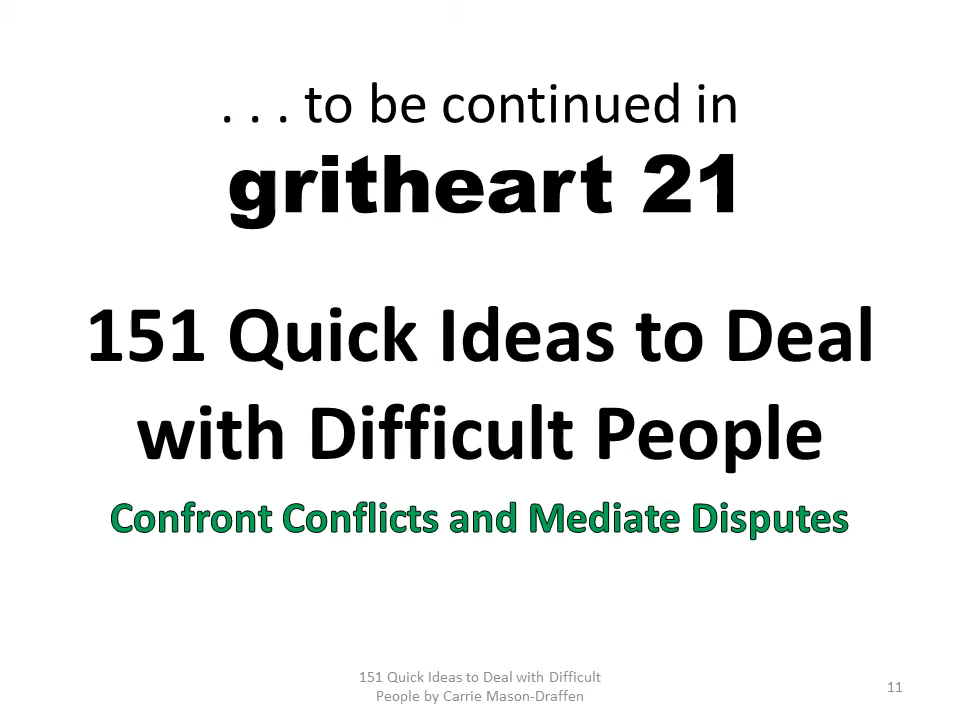 . . . to be continued in
gritheart 21
151 Quick Ideas to Deal
with Difficult People
Confront Conflicts and Mediate Disputes
151 Quick Ideas to Deal with Difficult
People by Carrie Mason-Draffen
11